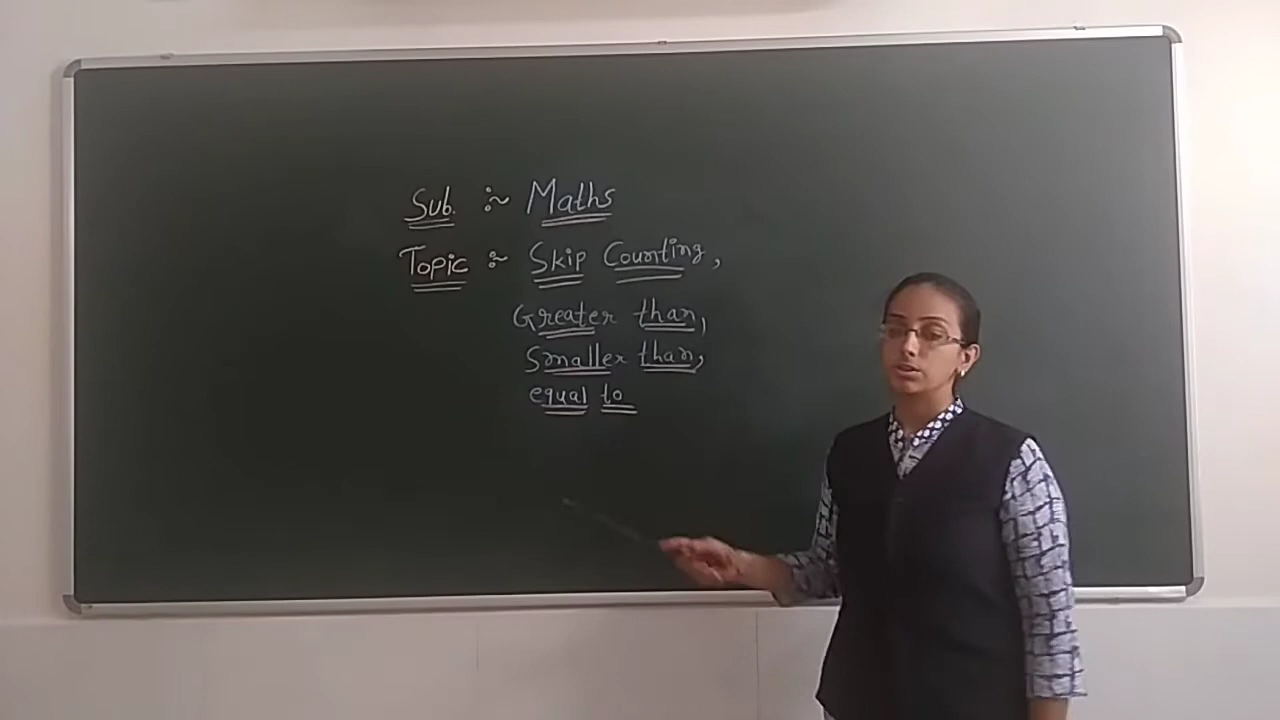 Sub. :~ Maths
Topic :~ Skip Counting,
Greater than,
Smaller than,
equal to